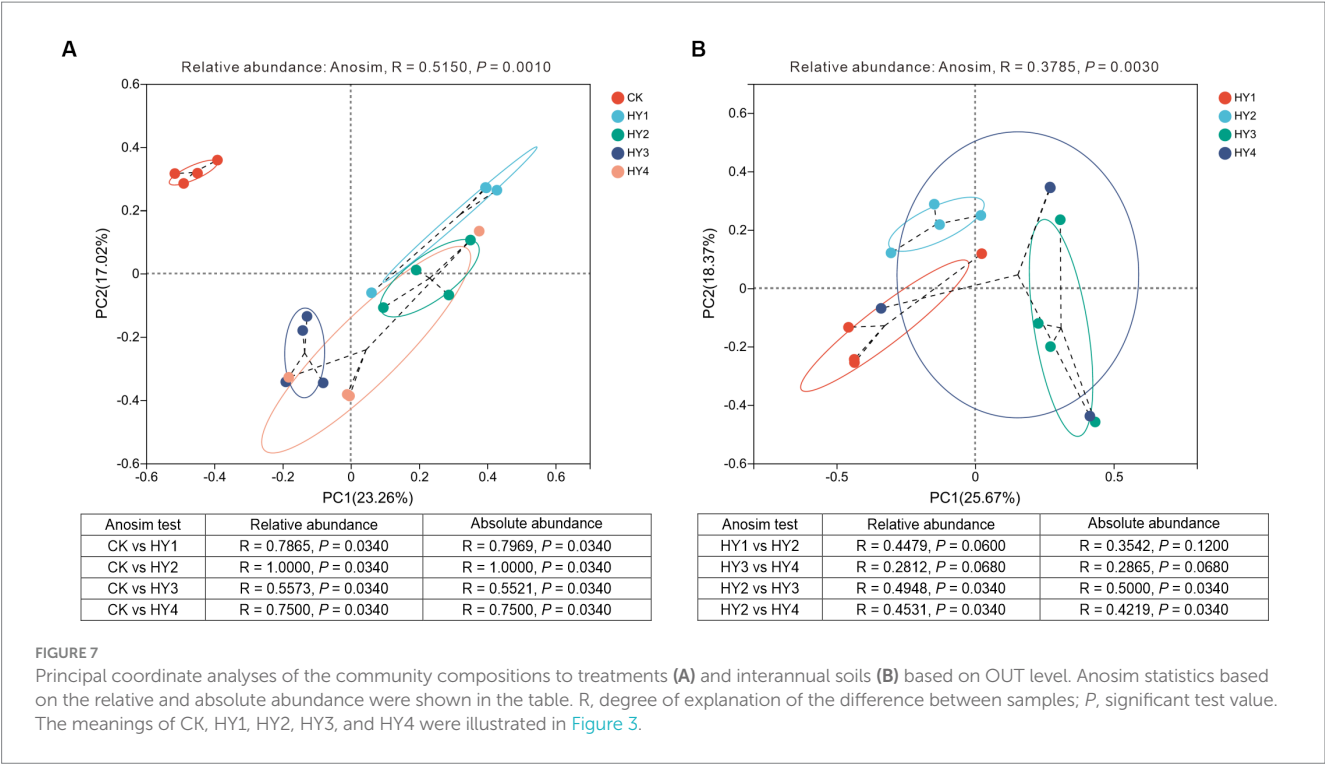 A
Relative abundance: Anosim, R = 0.5150, P = 0.0010
0.6
0.4
0.2
0
-0.2
-0.4
-0.6
PC2(17.02%)
-0.6
-0.4
-0.2
0
0.2
0.4
0.6
PC1(23.26%)
CK
HY1
HY2
HY3
HY4
Anosim test Relative abundance Absolute abundance
CK vs HY1 R = 0.7865, P = 0.0340 R = 0.7969, P = 0.0340
CK vs HY2 R = 1.0000, P = 0.0340 R = 1.0000, P = 0.0340
CK vs HY3 R = 0.5573, P = 0.0340 R = 0.5521, P = 0.0340
CK vs HY4 R = 0.7500, P = 0.0340 R = 0.7500, P = 0.0340
B
Relative abundance: Anosim, R = 0.3785, P = 0.0030
0.6
0.4
0.2
0
-0.2
-0.4
-0.6
PC2(18.37%)
-0.5
0
0.5
PC1(25.67%)
HY1
HY2
HY3
HY4
Anosim test Relative abundance Absolute abundance
HY1 vs HY2 R = 0.4479, P = 0.0600 R = 0.3542, P = 0.1200
HY3 vs HY4 R = 0.2812, P = 0.0680 R = 0.2865, P = 0.0680
HY2 vs HY3 R = 0.4948, P = 0.0340 R = 0.5000, P = 0.0340
HY2 vs HY4 R = 0.4531, P = 0.0340 R = 0.4219, P = 0.0340
FIGURE 7
Principal coordinate analyses of the community compositions to treatments (A) and interannual soils (B) based on OUT level. Anosim statistics based
on the relative and absolute abundance were shown in the table. R, degree of explanation of the difference between samples; P, significant test value.
The meanings of CK, HY1, HY2, HY3, and HY4 were illustrated in Figure 3.